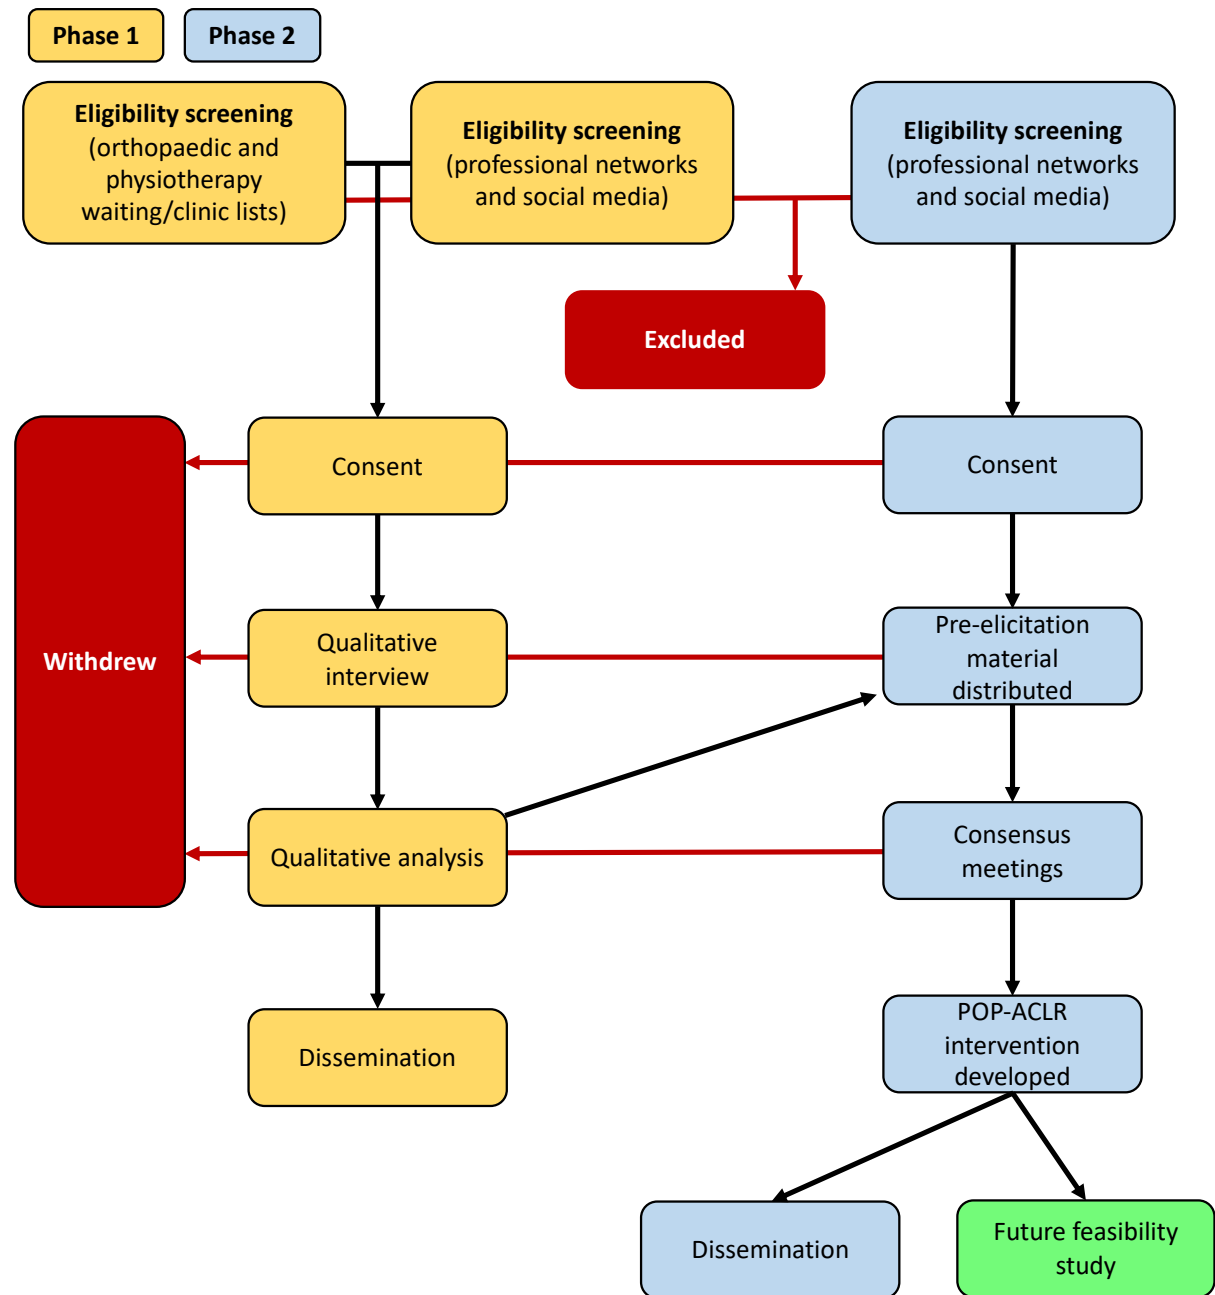 Phase 1
Phase 2
Eligibility screening
(orthopaedic and
physiotherapy
waiting/clinic lists)
Eligibility screening
(professional networks
and social media)
Eligibility screening
(professional networks
and social media)
Excluded
Withdrew
Consent
Consent
Qualitative
interview
Pre-elicitation
material
distributed
Qualitative analysis
Consensus
meetings
Dissemination
POP-ACLR
intervention
developed
Dissemination
Future feasibility
study